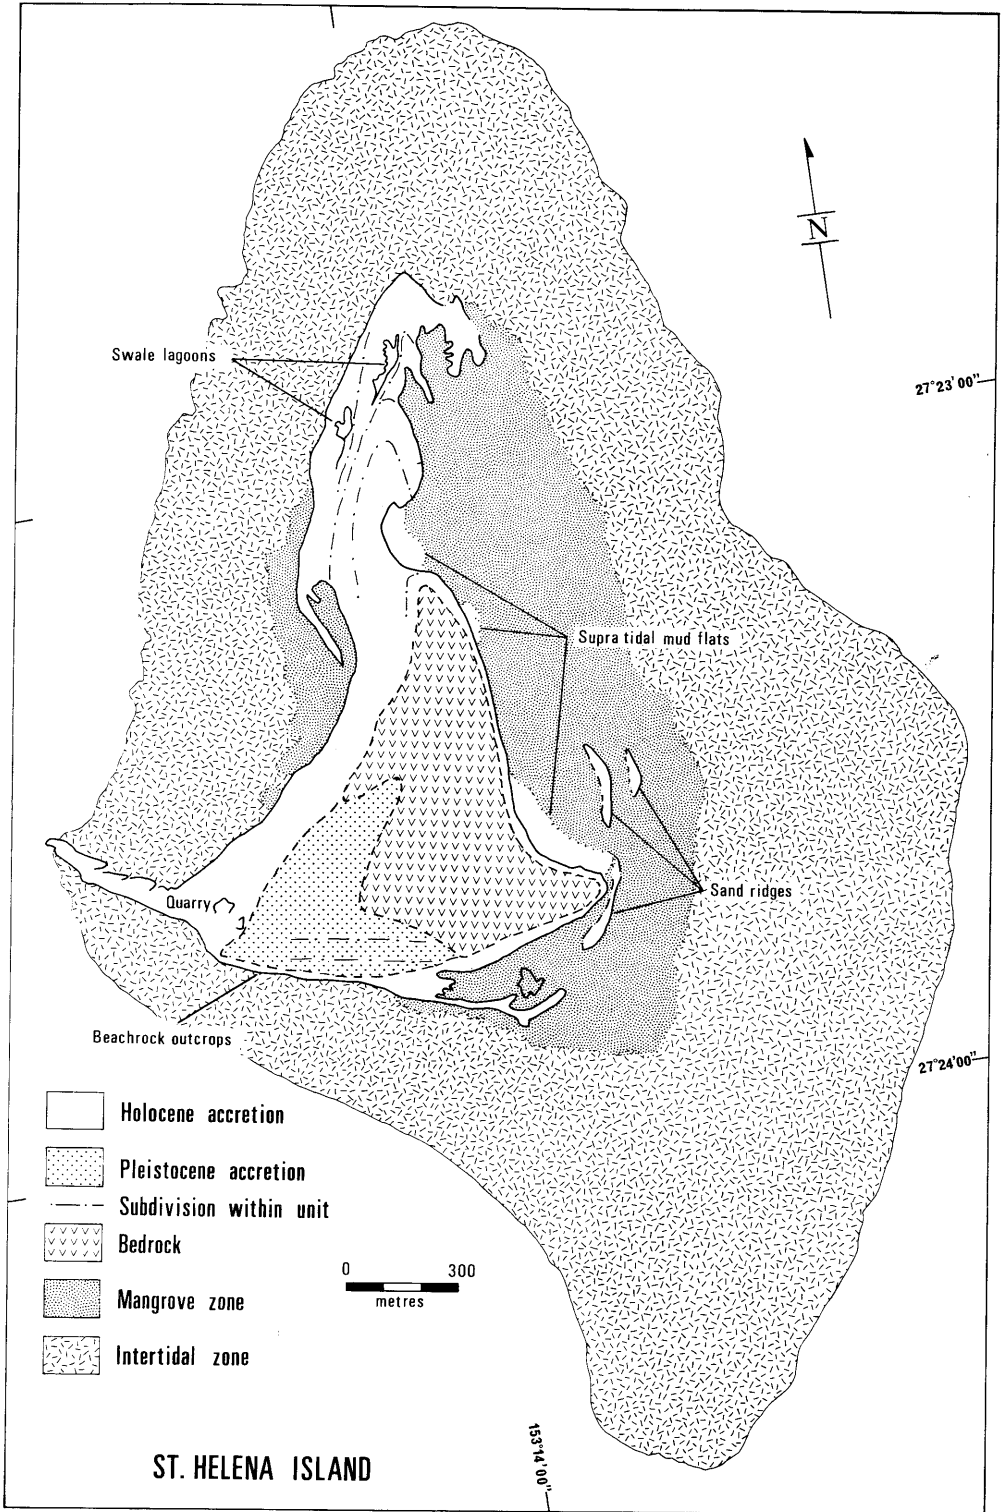 N
27°23'00"
Swale lagoons
Supra tidal mud flats
Sand ridges
Quarry
Beachrock outcrops
27°24'00"
Holocene accretion
Pleistocene accretion
Subdivision within unit
Bedrock
Mangrove zone
Intertidal zone
0 300
metres
153°14'00"
ST. HELENA ISLAND